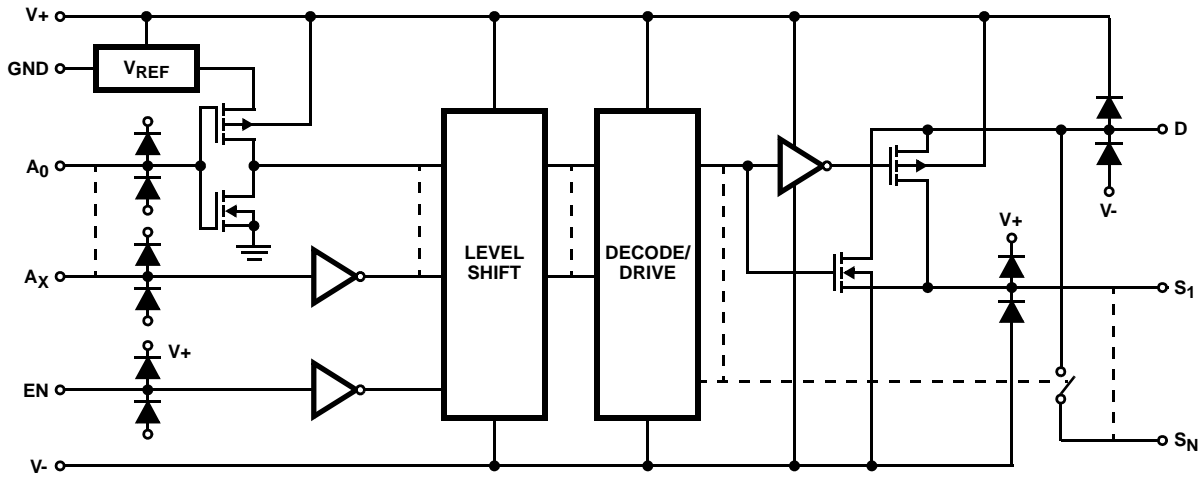 V+
GND
VREF
A0
D
V-
LEVEL
SHIFT
DECODE/
DRIVE
V+
AX
S1
V+
EN
SN
V-